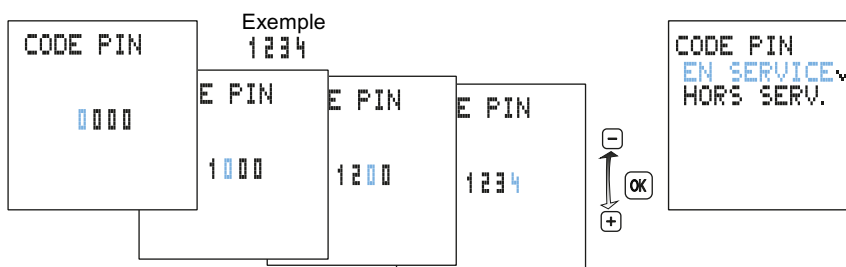 Exemple
1234
CODE PIN
0000
E PIN
1000
E PIN
1200
E PIN
1234
-
OK
+
CODE PIN
EN SERVICE
HORS SERV.